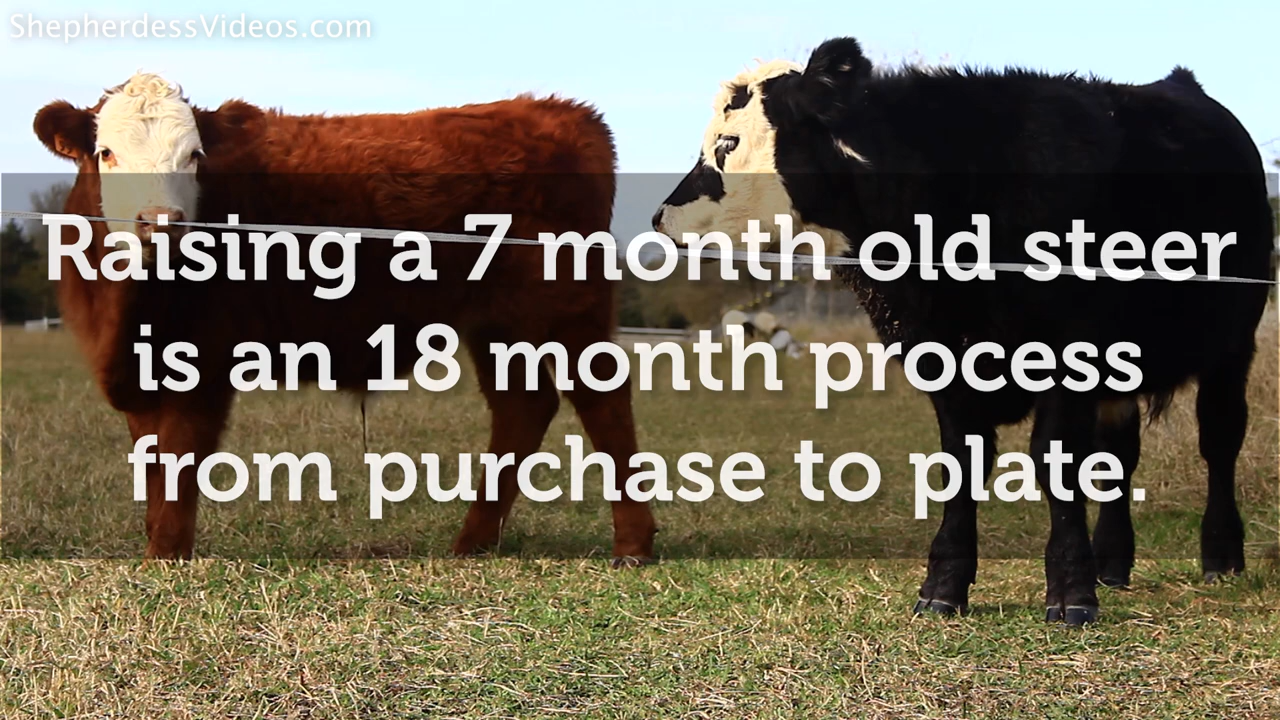 ShepherdessVideos.com
Raising a 7 month old steer
is an 18 month process
from purchase to plate.